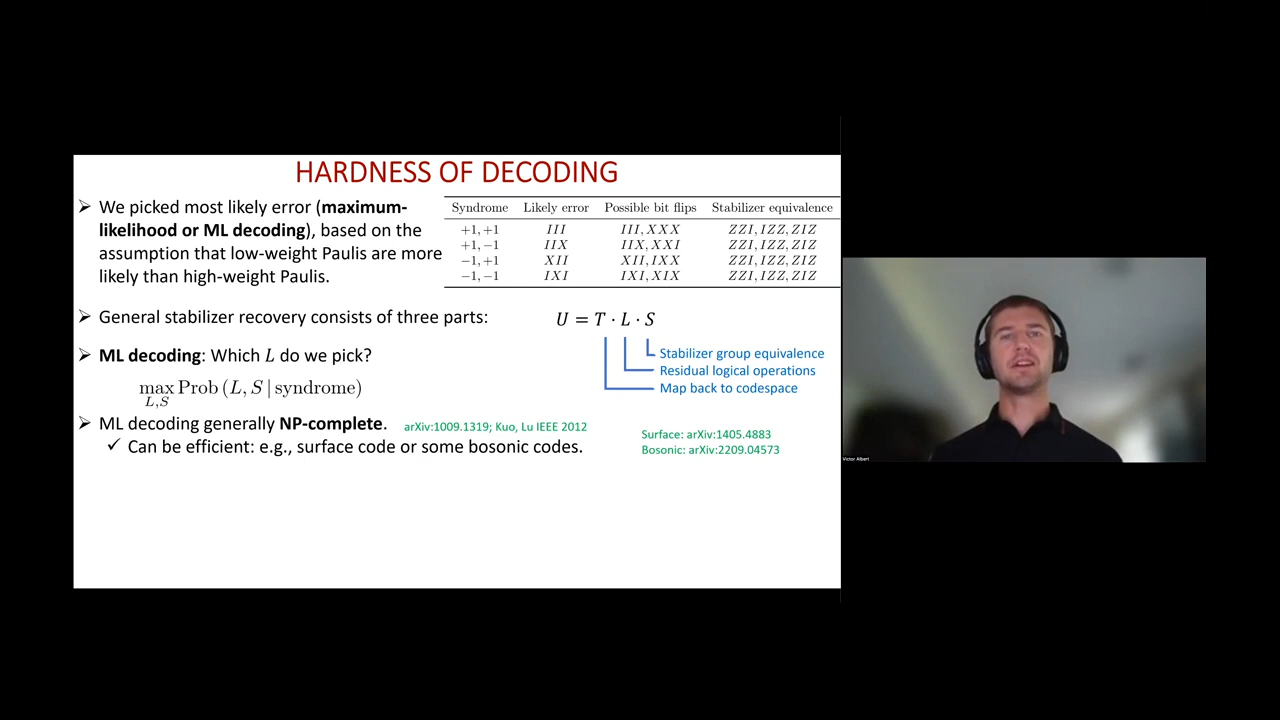 HARDNESS OF DECODING
➢ We picked most likely error (maximum-
likelihood or ML decoding), based on the
assumption that low-weight Paulis are more
likely than high-weight Paulis.
Syndrome Likely error Possible bit flips Stabilizer equivalence
+1, +1 III III, XXX ZZI, IZZ, ZIZ
+1, −1 IIX IIX, XXI ZZI, IZZ, ZIZ
−1, +1 XII XII, IXX ZZI, IZZ, ZIZ
−1, −1 IXI IXI, XIX ZZI, IZZ, ZIZ
➢ General stabilizer recovery consists of three parts:
U = T · L · S
Stabilizer group equivalence
Residual logical operations
Map back to codespace
➢ ML decoding: Which L do we pick?
max Prob (L, S | syndrome)
L,S
➢ ML decoding generally NP-complete. arXiv:1009.1319; Kuo, Lu IEEE 2012
✓ Can be efficient: e.g., surface code or some bosonic codes.
Surface: arXiv:1405.4883
Bosonic: arXiv:2209.04573
Victor Albert